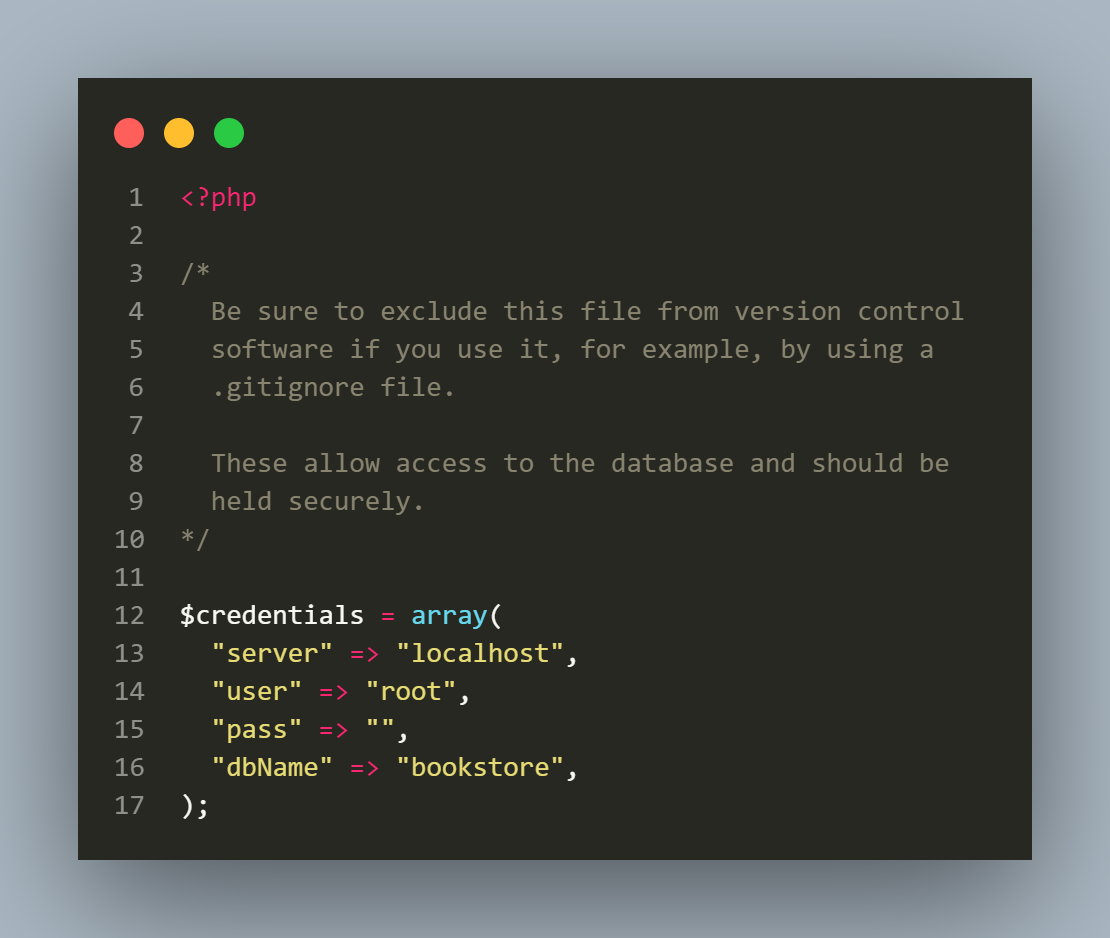 1 <?php
2
3 /*
4   Be sure to exclude this file from version control
5   software if you use it, for example, by using a
6   .gitignore file.
7
8   These allow access to the database and should be
9   held securely.
10 */
11
12 $credentials = array(
13   "server" => "localhost",
14   "user" => "root",
15   "pass" => "",
16   "dbName" => "bookstore",
17 );